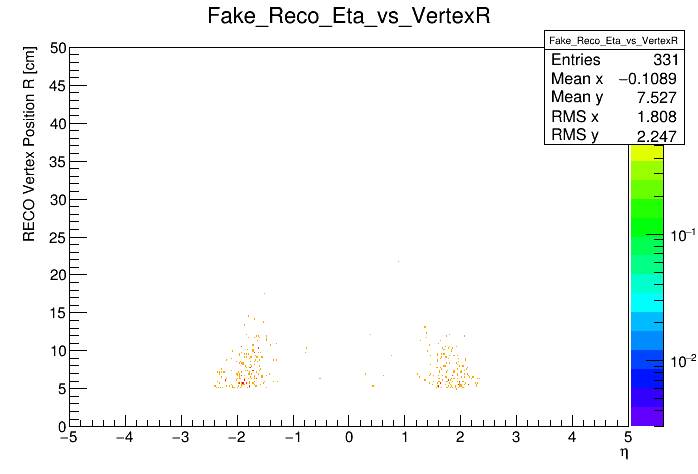 Fake_Reco_Eta_vs_VertexR
Fake_Reco_Eta_vs_VertexR
Entries 331
Mean x −0.1089
Mean y 7.527
RMS x 1.808
RMS y 2.247
RECO Vertex Position R [cm]
50
45
40
35
30
25
20
15
10
5
0
−5 −4 −3 −2 −1 0 1 2 3 4 5
η
10−1
10−2